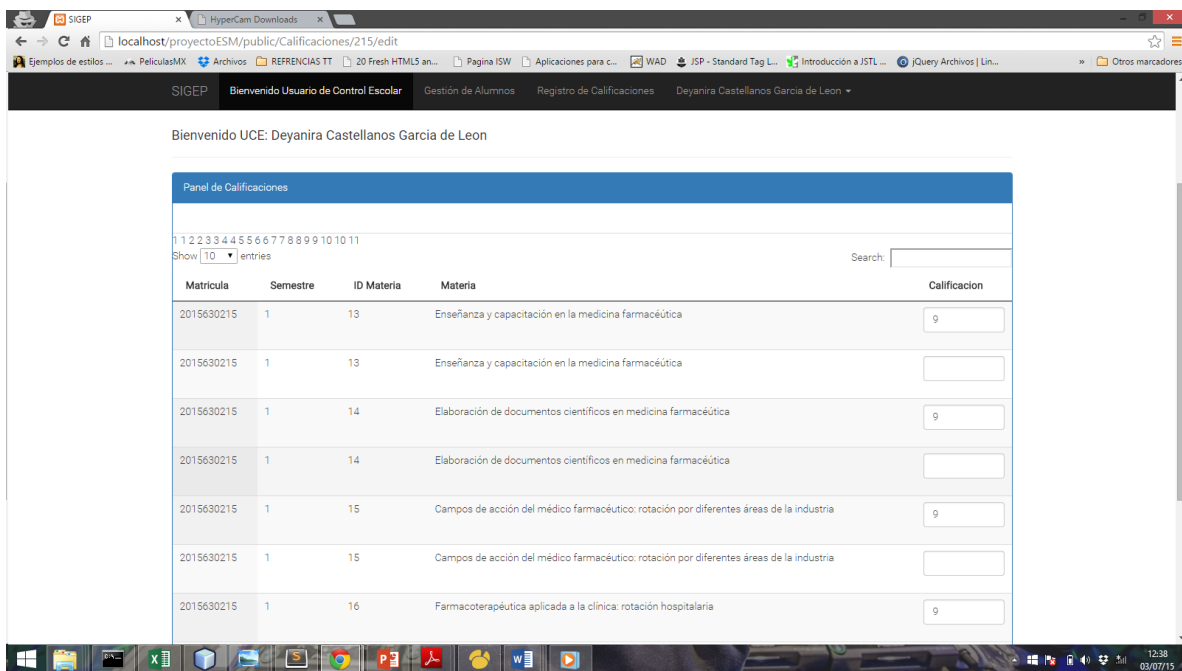 SIGEP
HyperCam Downloads
localhost/proyectoESM/public/Calificaciones/215/edit
Ejemplos de estilos ... PeliculasMX Archivos REFRENCIAS TT 20 Fresh HTML5 an... Pagina ISW Aplicaciones para c... WAD JSP - Standard Tag L... Introducción a JSTL ... jQuery Archivos | Lin... » Otros marcadores
SIGEP Bienvenido Usuario de Control Escolar Gestión de Alumnos Registro de Calificaciones Deyanira Castellanos Garcia de Leon
Bienvenido UCE: Deyanira Castellanos Garcia de Leon
Panel de Calificaciones
1 1 2 2 3 3 4 4 5 5 6 6 7 7 8 8 9 9 10 10 11
Show 10 entries Search:
Matricula Semestre ID Materia Materia Calificacion
2015630215 1 13 Enseñanza y capacitación en la medicina farmacéútica 9
2015630215 1 13 Enseñanza y capacitación en la medicina farmacéútica
2015630215 1 14 Elaboración de documentos científicos en medicina farmacéútica 9
2015630215 1 14 Elaboración de documentos científicos en medicina farmacéútica
2015630215 1 15 Campos de acción del médico farmacéutico: rotación por diferentes áreas de la industria 9
2015630215 1 15 Campos de acción del médico farmacéutico: rotación por diferentes áreas de la industria
2015630215 1 16 Farmacoterapéutica aplicada a la clínica: rotación hospitalaria 9
12:38
03/07/15